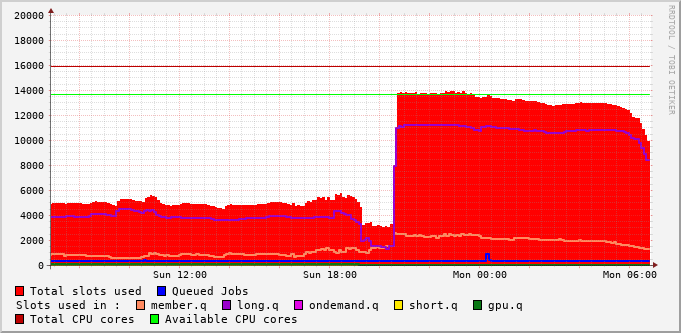 RRDTOOL / TOBI OETIKER
20000
18000
16000
14000
12000
10000
8000
6000
4000
2000
0
Sun 12:00 Sun 18:00 Mon 00:00 Mon 06:00
Total slots used Queued Jobs
Slots used in : member.q long.q ondemand.q short.q gpu.q
Total CPU cores Available CPU cores